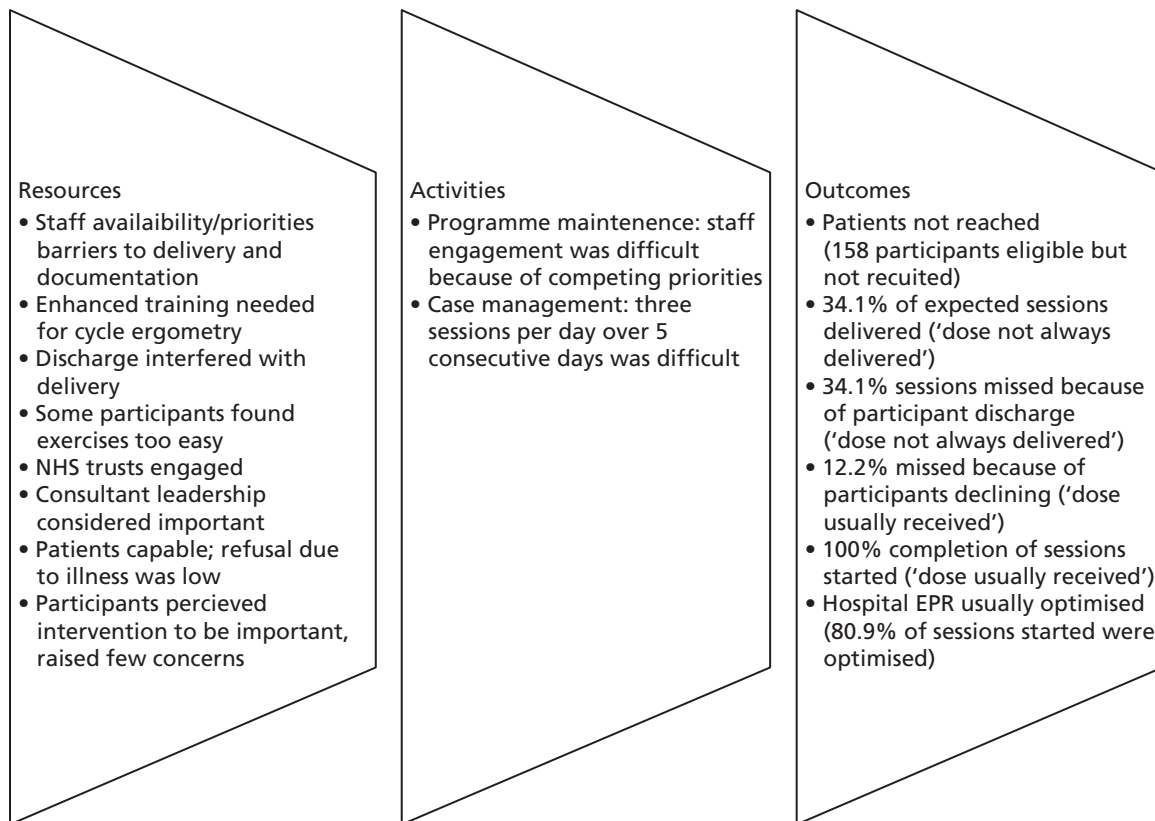 Resources
• Staff availaibility/priorities
barriers to delivery and
documentation
• Enhanced training needed
for cycle ergometry
• Discharge interfered with
delivery
• Some participants found
exercises too easy
• NHS trusts engaged
• Consultant leadership
considered important
• Patients capable; refusal due
to illness was low
• Participants percieved
intervention to be important,
raised few concerns
Activities
• Programme maintenence: staff
engagement was difficult
because of competing priorities
• Case management: three
sessions per day over 5
consecutive days was difficult
Outcomes
• Patients not reached
(158 participants eligible but
not recuited)
• 34.1% of expected sessions
delivered (‘dose not always
delivered’)
• 34.1% sessions missed because
of participant discharge
(‘dose not always delivered’)
• 12.2% missed because of
participants declining (‘dose
usually received’)
• 100% completion of sessions
started (‘dose usually received’)
• Hospital EPR usually optimised
(80.9% of sessions started were
optimised)